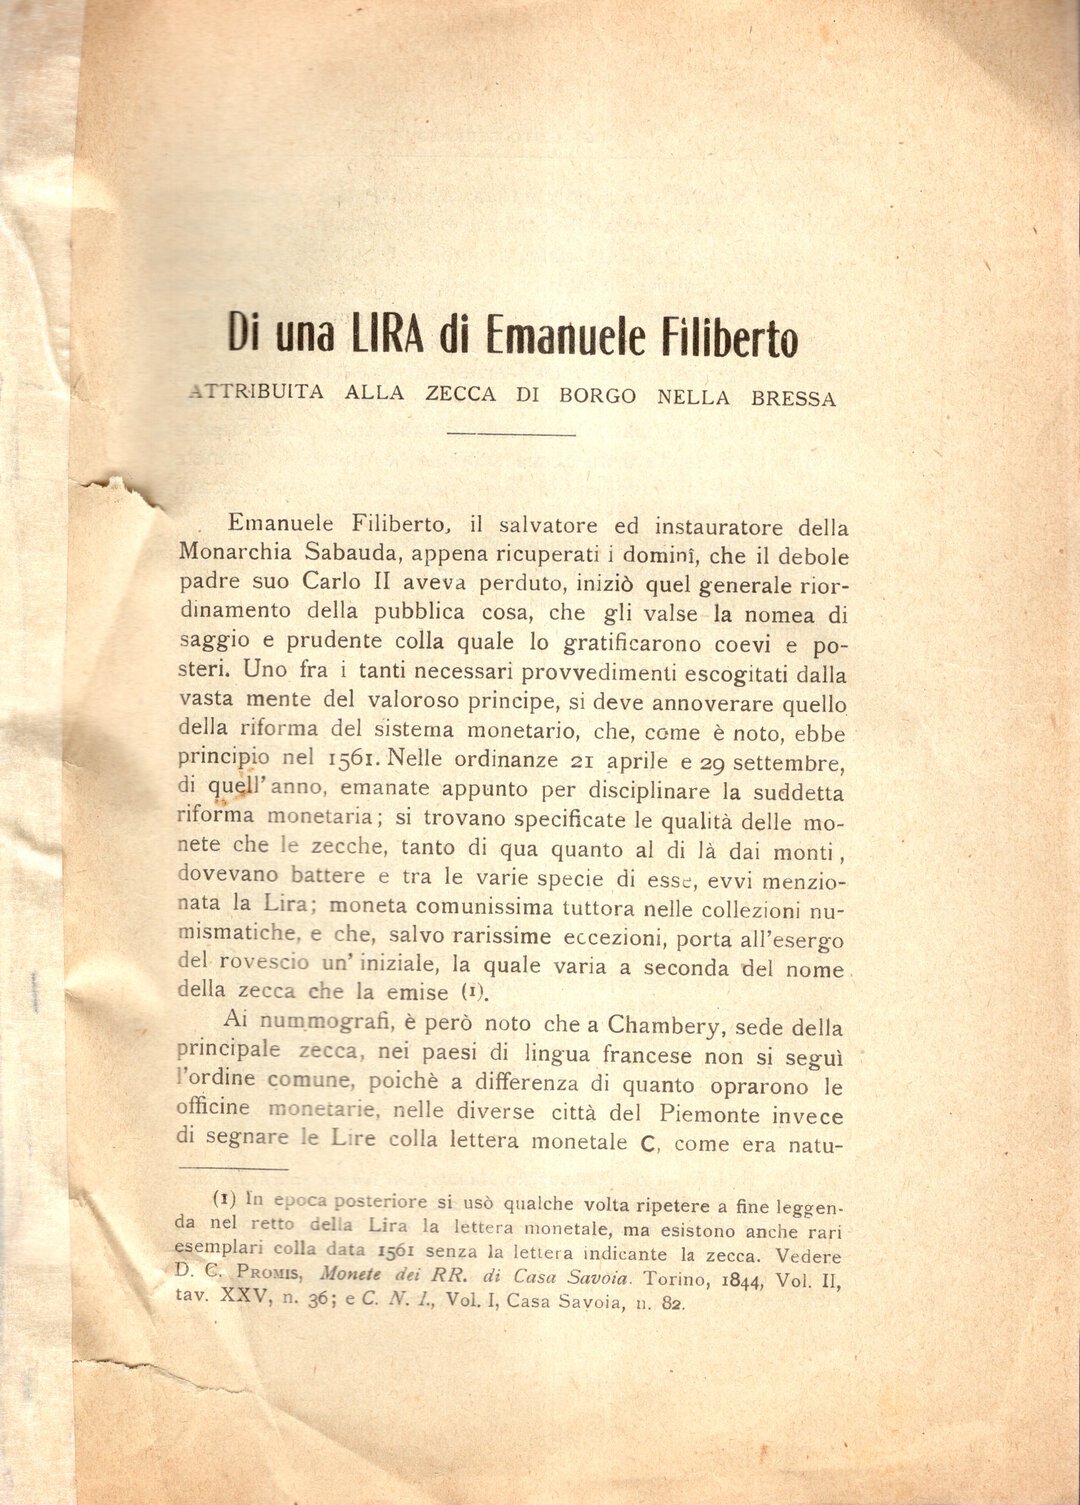 Di una LIRA di Emanuele Filiberto
ATTRIBUITA ALLA ZECCA DI BORGO NELLA BRESSA
Emanuele Filiberto, il salvatore ed instauratore della
Monarchia Sabauda, appena ricuperati i dominî, che il debole
padre suo Carlo II aveva perduto, iniziò quel generale rior-
dinamento della pubblica cosa, che gli valse la nomea di
saggio e prudente colla quale lo gratificarono coevi e po-
steri. Uno fra i tanti necessari provvedimenti escogitati dalla
vasta mente del valoroso principe, si deve annoverare quello
della riforma del sistema monetario, che, come è noto, ebbe
principio nel 1561. Nelle ordinanze 21 aprile e 29 settembre,
di quell'anno, emanate appunto per disciplinare la suddetta
riforma monetaria; si trovano specificate le qualità delle mo-
nete che le zecche, tanto di qua quanto al di là dai monti,
dovevano battere e tra le varie specie di esse, evvi menzio-
nata la Lira; moneta comunissima tuttora nelle collezioni nu-
mismatiche, e che, salvo rarissime eccezioni, porta all'esergo
del rovescio un' iniziale, la quale varia a seconda del nome
della zecca che la emise (1).
Ai nummografi, è però noto che a Chambery, sede della
principale zecca, nei paesi di lingua francese non si seguì
l'ordine comune, poichè a differenza di quanto oprarono le
officine monetarie, nelle diverse città del Piemonte invece
di segnare le Lire colla lettera monetale C, come era natu-
(1) In epoca posteriore si usò qualche volta ripetere a fine leggen-
da nel retto della Lira la lettera monetale, ma esistono anche rari
esemplari colla data 1561 senza la lettera indicante la zecca. Vedere
D. C. PROMIS, Monete dei RR. di Casa Savoia. Torino, 1844, Vol. II,
tav. XXV, n. 36; e C. N. I., Vol. I, Casa Savoia, n. 82.